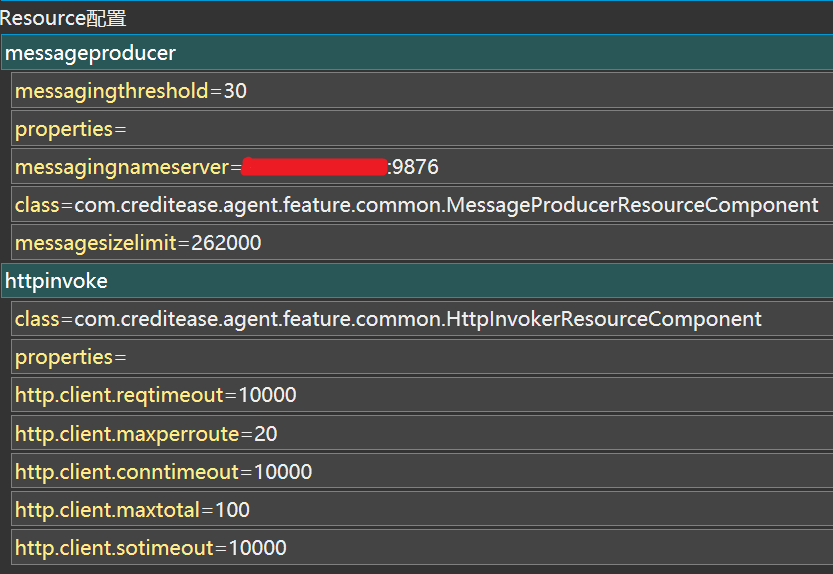 Resource配置
messageproducer
messagingthreshold=30
properties=
messagingnameserver=:9876
class=com.creditease.agent.feature.common.MessageProducerResourceComponent
messagesizelimit=262000
httpinvoke
class=com.creditease.agent.feature.common.HttpInvokerResourceComponent
properties=
http.client.reqtimeout=10000
http.client.maxperroute=20
http.client.conntimeout=10000
http.client.maxtotal=100
http.client.sotimeout=10000